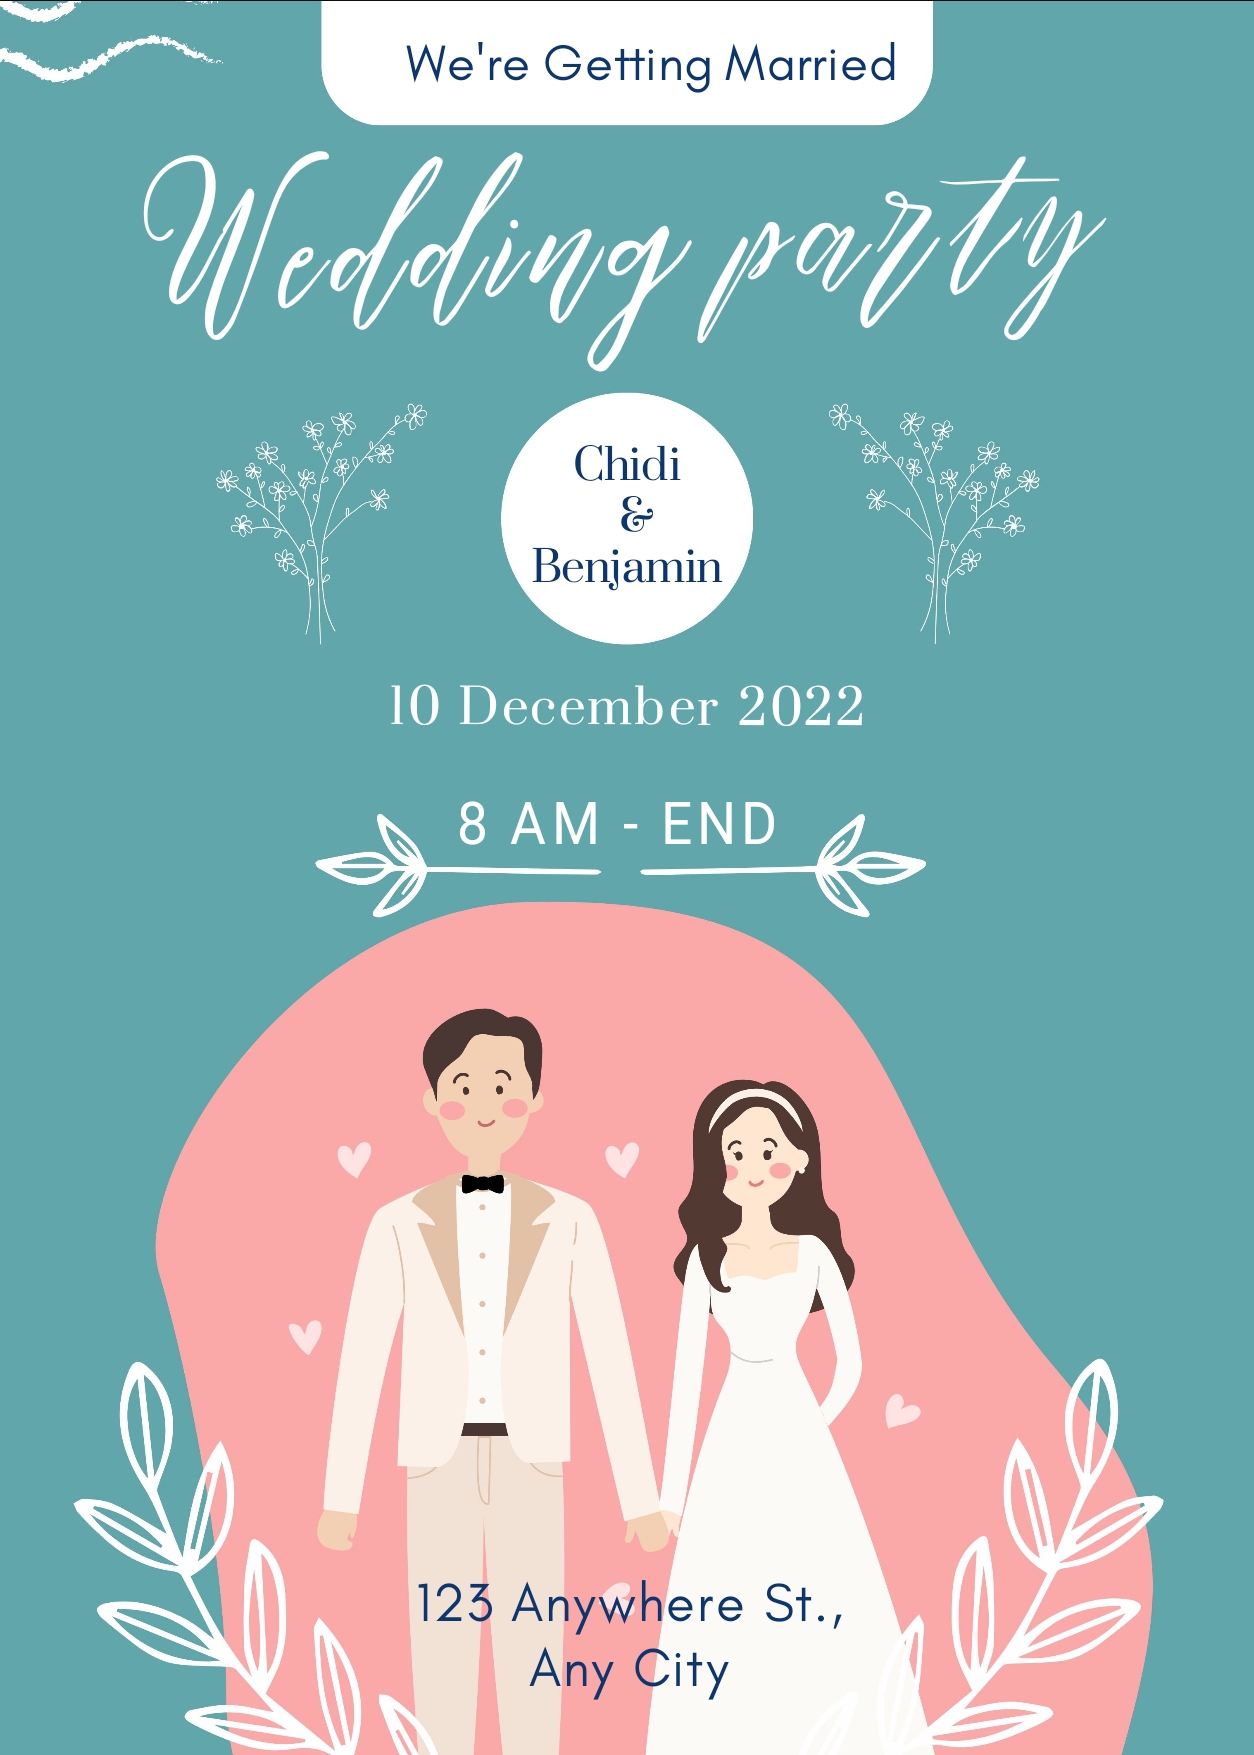 We're Getting Married
Wedding party
Chidi
&
Benjamin
10 December 2022
8 AM - END
123 Anywhere St.,
Any City